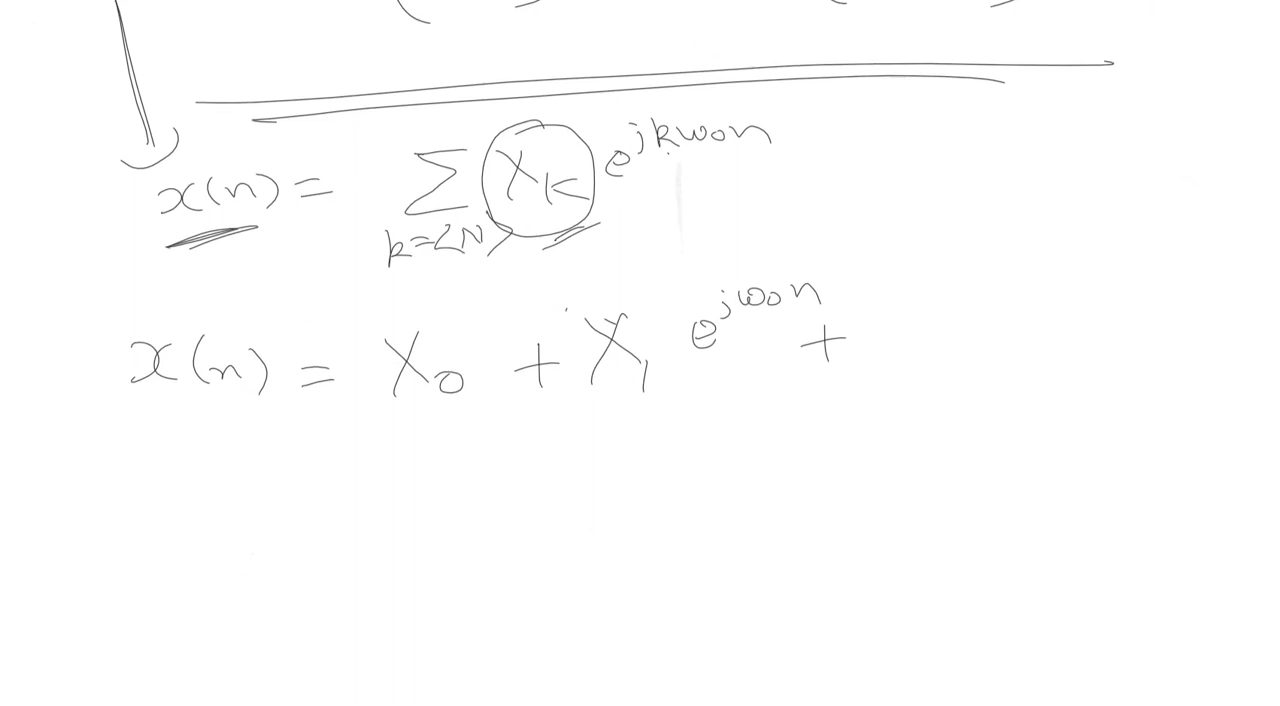 x(n) = Σ X_K e^{jkω₀n}
k=<N>
x(n) = X₀ + X₁ e^{jω₀n} +